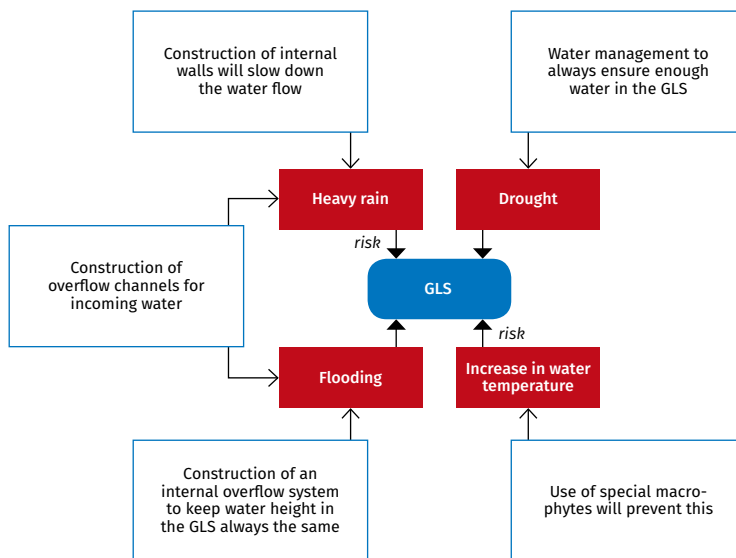 Construction of internal
walls will slow down
the water flow
Water management to
always ensure enough
water in the GLS
Heavy rain
Drought
risk
Construction of
overflow channels for
incoming water
GLS
risk
Flooding
Increase in water
temperature
Construction of an
internal overflow system
to keep water height in
the GLS always the same
Use of special macro-
phytes will prevent this